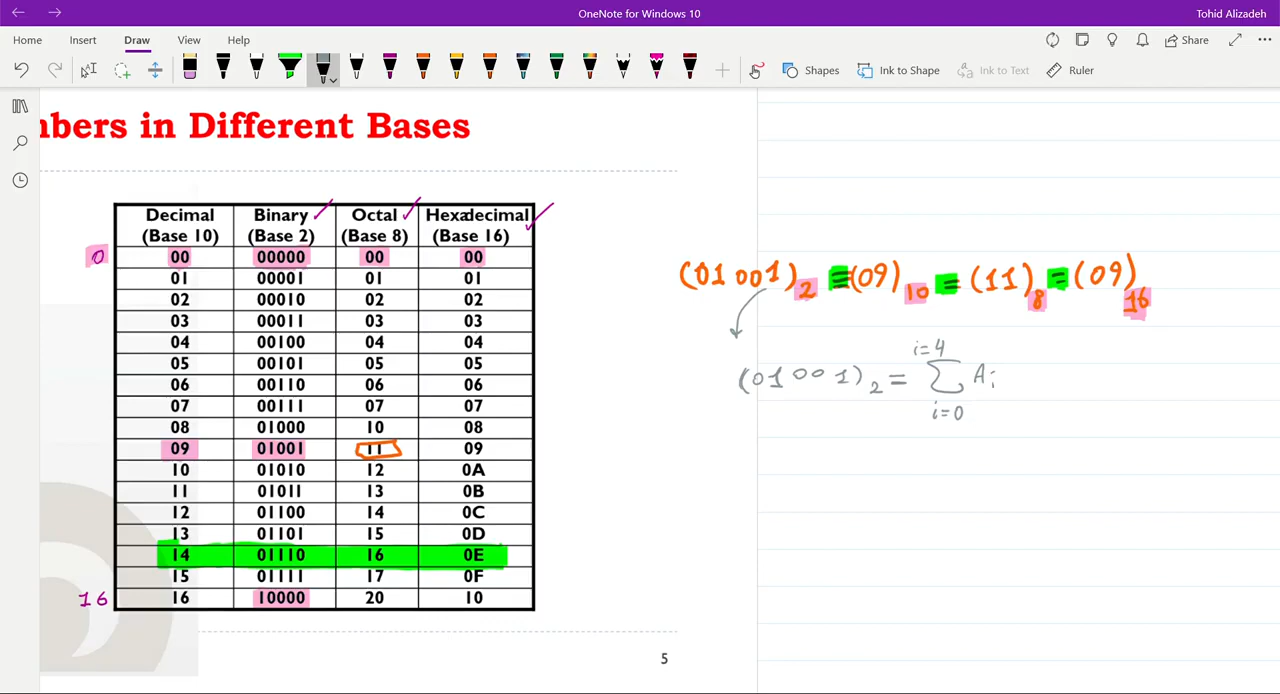 OneNote for Windows 10
Tohid Alizadeh
Home Insert Draw View Help
Share
Shapes Ink to Shape Ink to Text Ruler
nbers in Different Bases
Decimal (Base 10) Binary (Base 2) Octal (Base 8) Hexadecimal (Base 16)
0 00 00000 00 00
01 00001 01 01
02 00010 02 02
03 00011 03 03
04 00100 04 04
05 00101 05 05
06 00110 06 06
07 00111 07 07
08 01000 10 08
09 01001 11 09
10 01010 12 0A
11 01011 13 0B
12 01100 14 0C
13 01101 15 0D
14 01110 16 0E
15 01111 17 0F
16 16 10000 20 10
(01001)2 ≡ (09)10 ≡ (11)8 ≡ (09)16
i=4
(01001)2 = ∑ Ai
i=0
5